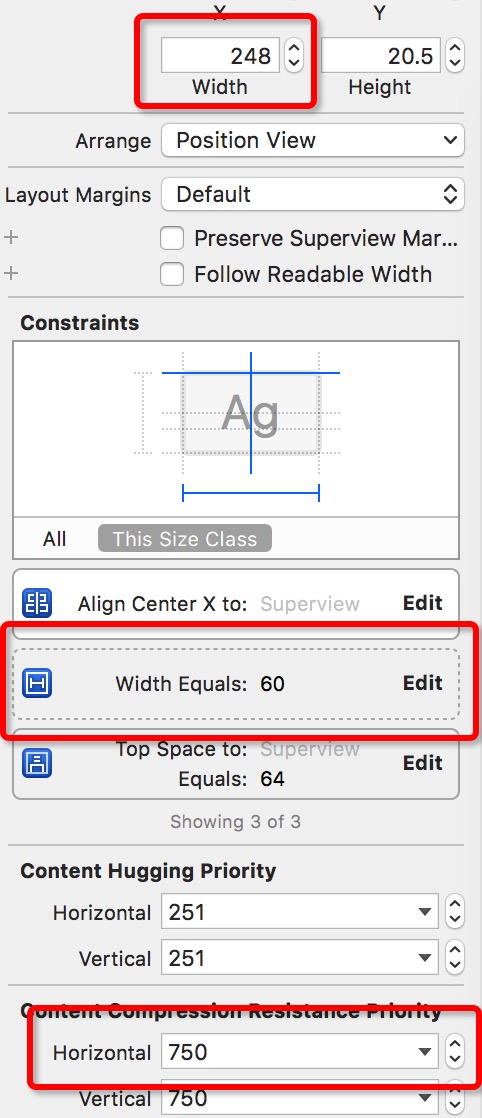 X Y
248 20.5
Width Height
Arrange Position View
Layout Margins Default
+ Preserve Superview Mar...
+ Follow Readable Width
Constraints
Ag
All This Size Class
Align Center X to: Superview Edit
Width Equals: 60 Edit
Top Space to: Superview
Equals: 64 Edit
Showing 3 of 3
Content Hugging Priority
Horizontal 251
Vertical 251
Content Compression Resistance Priority
Horizontal 750
Vertical 750